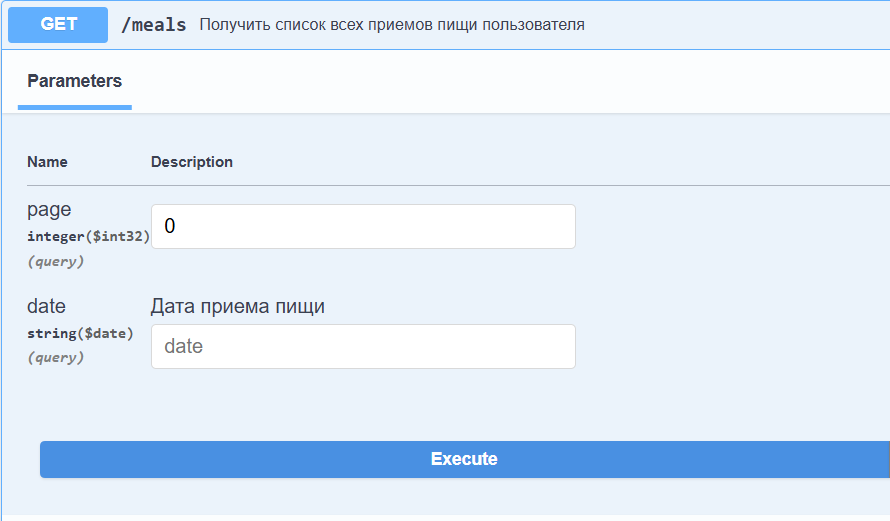 GET /meals Получить список всех приемов пищи пользователя
Parameters
Name Description
page
integer($int32)
(query)
0
date
string($date)
(query)
Дата приема пищи
date
Execute